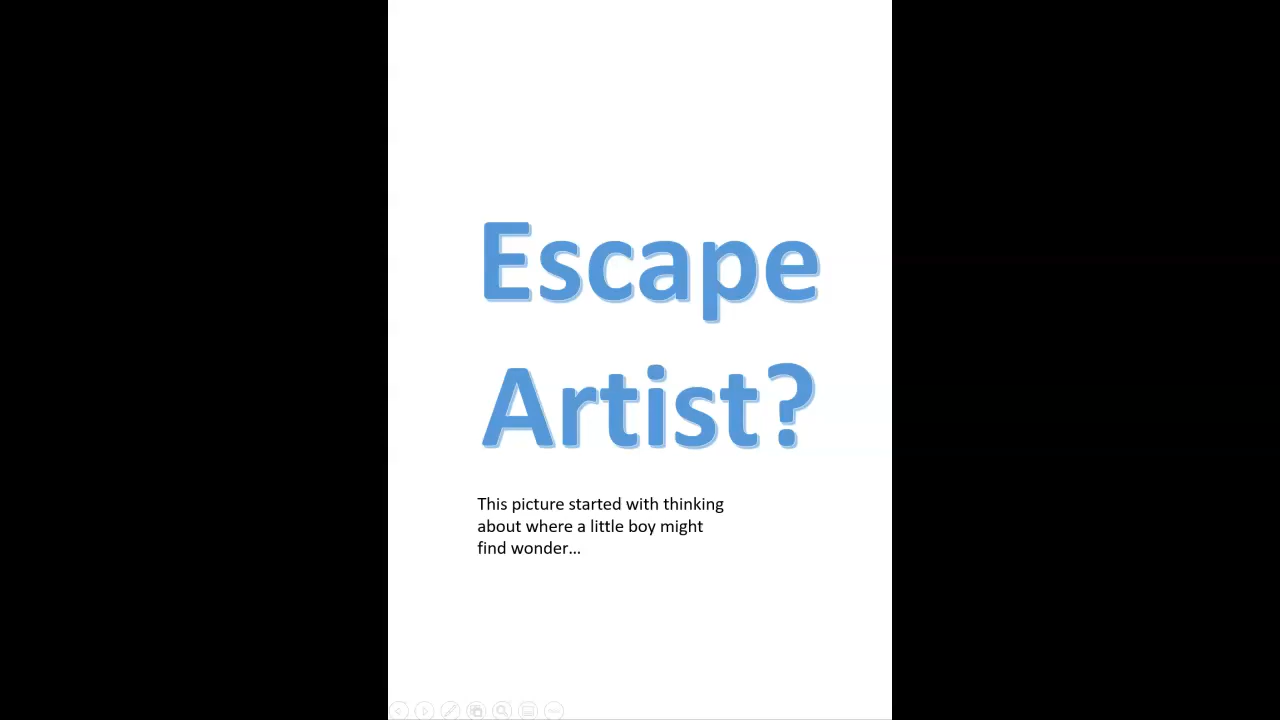 Escape
Artist?
This picture started with thinking
about where a little boy might
find wonder...